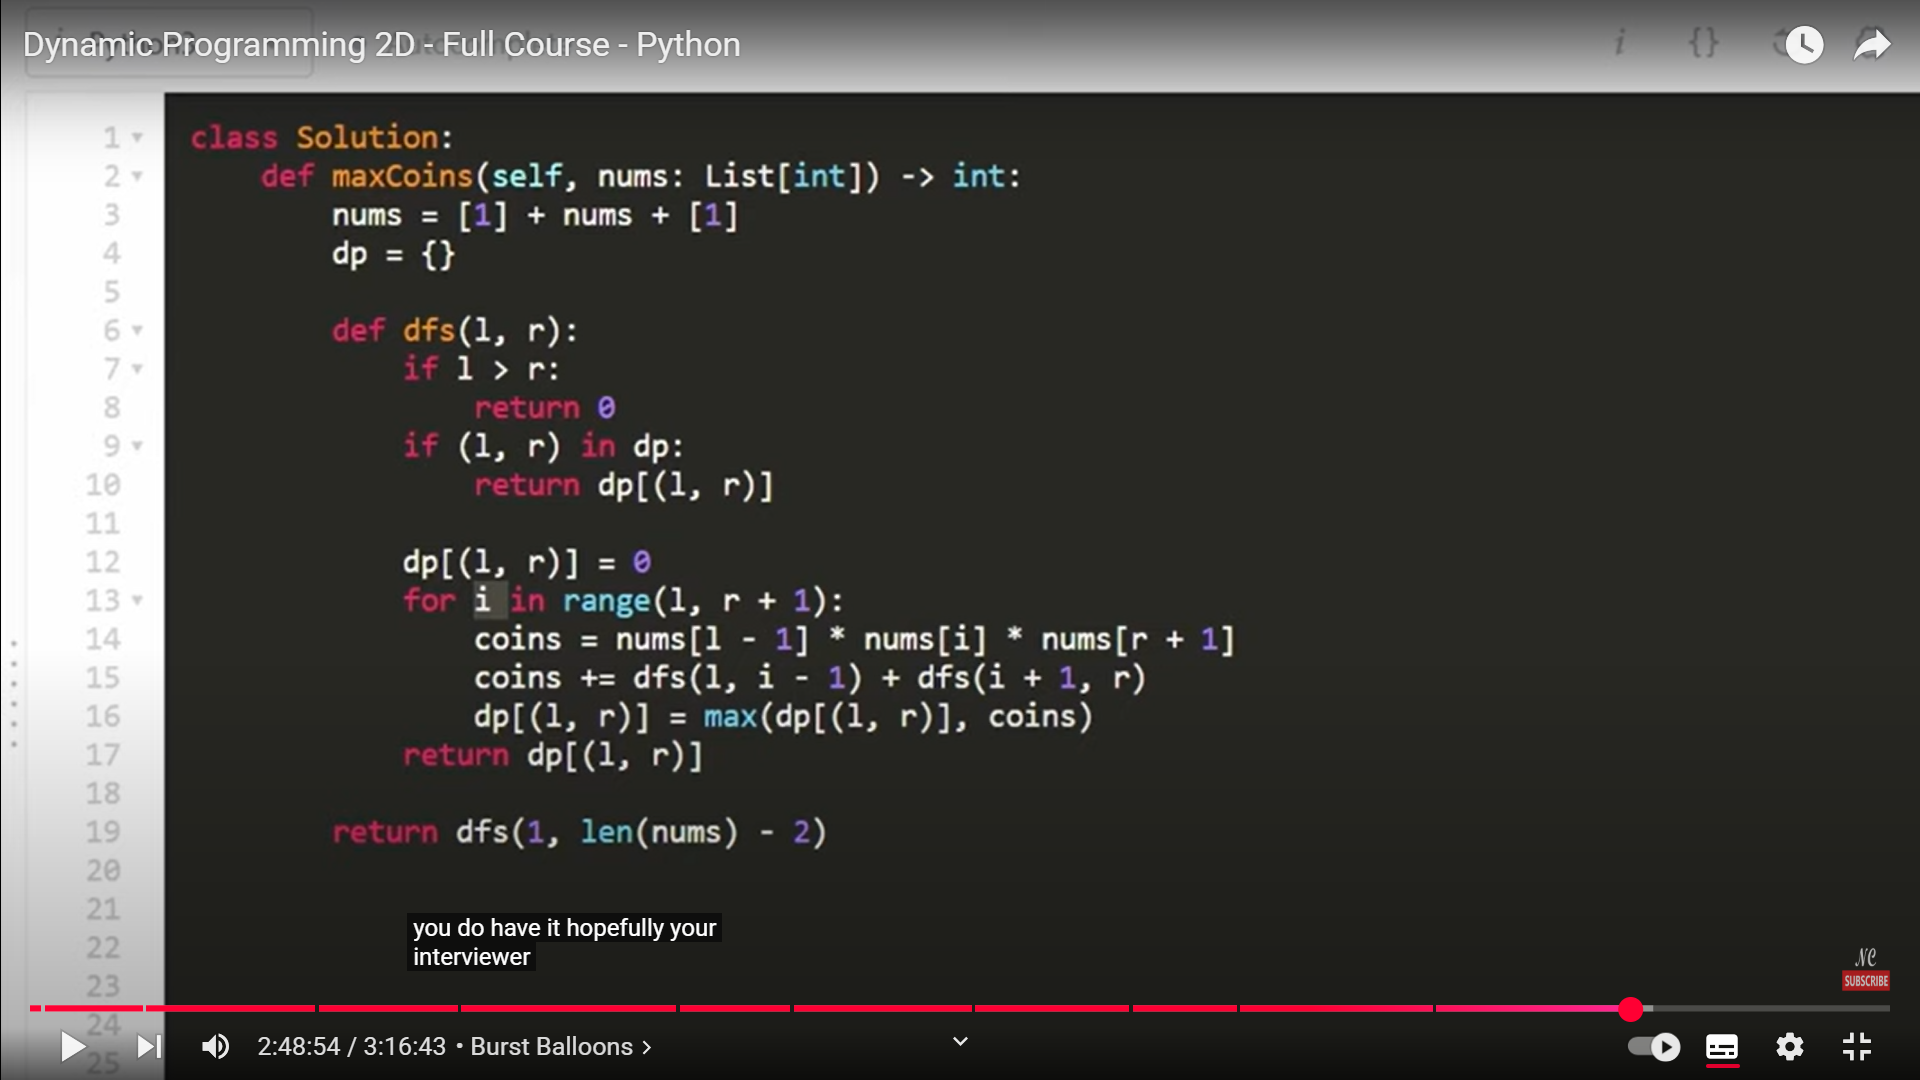 Dynamic Programming 2D - Full Course - Python
1 class Solution:
2 def maxCoins(self, nums: List[int]) -> int:
3 nums = [1] + nums + [1]
4 dp = {}
5
6 def dfs(l, r):
7 if l > r:
8 return 0
9 if (l, r) in dp:
10 return dp[(l, r)]
11
12 dp[(l, r)] = 0
13 for i in range(l, r + 1):
14 coins = nums[l - 1] * nums[i] * nums[r + 1]
15 coins += dfs(l, i - 1) + dfs(i + 1, r)
16 dp[(l, r)] = max(dp[(l, r)], coins)
17 return dp[(l, r)]
18
19 return dfs(1, len(nums) - 2)
20
21
22
23
24
25
you do have it hopefully your
interviewer
NC
SUBSCRIBE
2:48:54 / 3:16:43 • Burst Balloons >